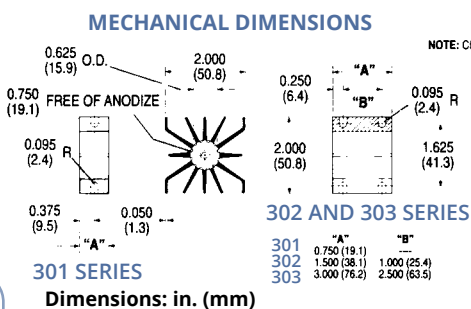 MECHANICAL DIMENSIONS
NOTE:
0.625
(15.9) O.D.
2.000
(50.8)
0.750
(19.1) FREE OF ANODIZE
0.095
(2.4) R
0.375
(9.5)
0.050
(1.3)
"A"
301 SERIES
"A"
0.250
(6.4)
"B"
0.095
(2.4) R
2.000
(50.8)
1.625
(41.3)
302 AND 303 SERIES
"A" "B"
301 0.750 (19.1) ----
302 1.500 (38.1) 1.000 (25.4)
303 3.000 (76.2) 2.500 (63.5)
Dimensions: in. (mm)